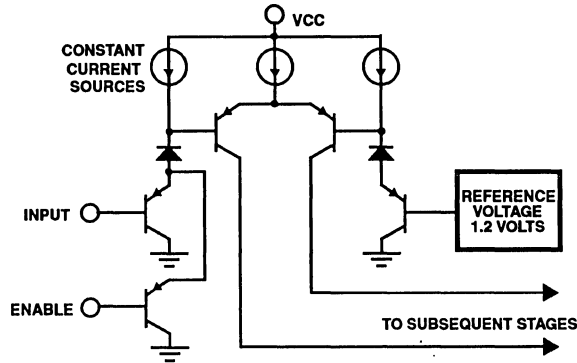 VCC
CONSTANT
CURRENT
SOURCES
INPUT
REFERENCE
VOLTAGE
1.2 VOLTS
ENABLE
TO SUBSEQUENT STAGES